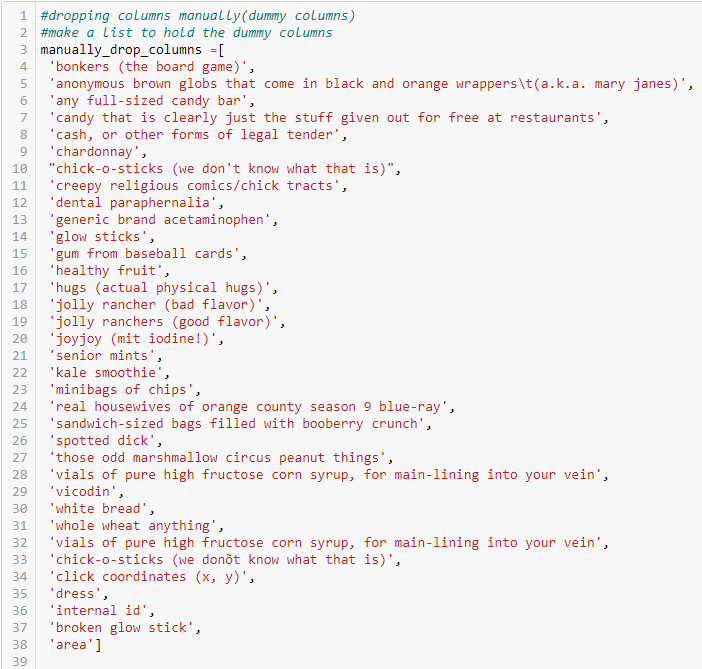 1 #dropping columns manually(dummy columns)
2 #make a list to hold the dummy columns
3 manually_drop_columns =[
4 'bonkers (the board game)',
5 'anonymous brown globs that come in black and orange wrappers\t(a.k.a. mary janes)',
6 'any full-sized candy bar',
7 'candy that is clearly just the stuff given out for free at restaurants',
8 'cash, or other forms of legal tender',
9 'chardonnay',
10 "chick-o-sticks (we don't know what that is)",
11 'creepy religious comics/chick tracts',
12 'dental paraphernalia',
13 'generic brand acetaminophen',
14 'glow sticks',
15 'gum from baseball cards',
16 'healthy fruit',
17 'hugs (actual physical hugs)',
18 'jolly rancher (bad flavor)',
19 'jolly ranchers (good flavor)',
20 'joyjoy (mit iodine!)',
21 'senior mints',
22 'kale smoothie',
23 'minibags of chips',
24 'real housewives of orange county season 9 blue-ray',
25 'sandwich-sized bags filled with booberry crunch',
26 'spotted dick',
27 'those odd marshmallow circus peanut things',
28 'vials of pure high fructose corn syrup, for main-lining into your vein',
29 'vicodin',
30 'white bread',
31 'whole wheat anything',
32 'vials of pure high fructose corn syrup, for main-lining into your vein',
33 'chick-o-sticks (we donõt know what that is)',
34 'click coordinates (x, y)',
35 'dress',
36 'internal id',
37 'broken glow stick',
38 'area']
39